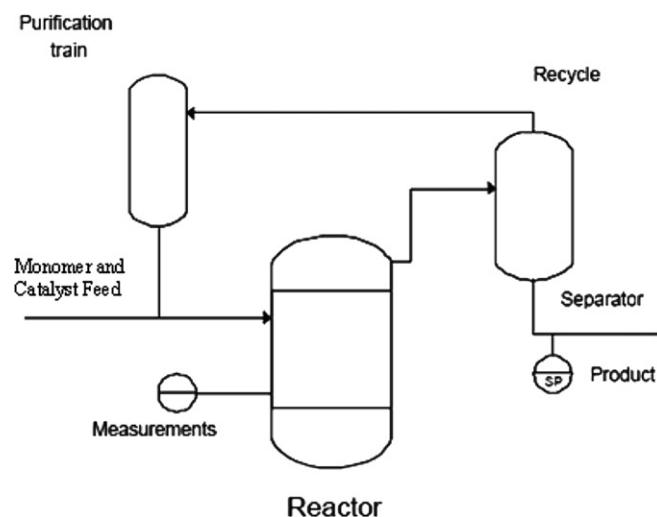 Purification
train
Recycle
Monomer and
Catalyst Feed
Separator
SP
Product
Measurements
Reactor